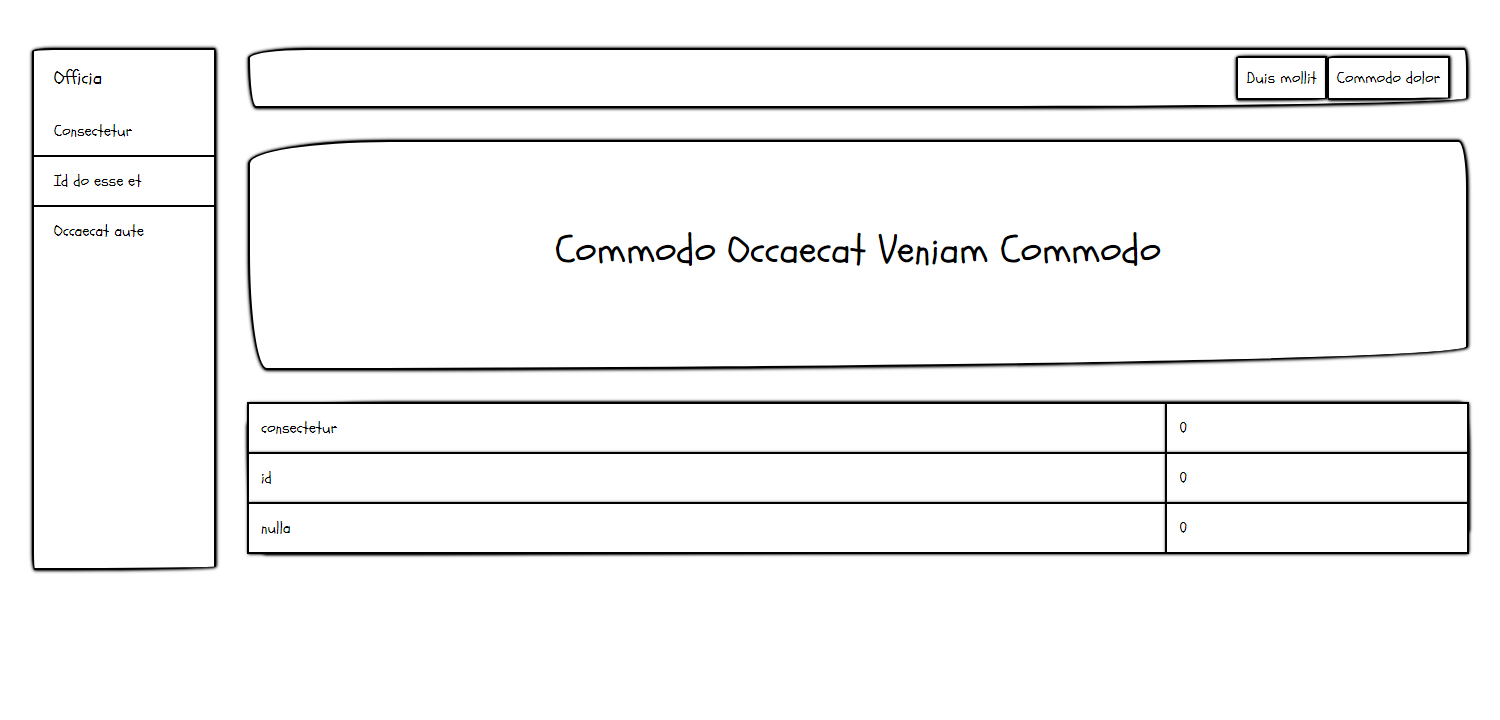 Officia
Consectetur
Id do esse et
Occaecat aute
Duis mollit
Commodo dolor
Commodo Occaecat Veniam Commodo
consectetur 0
id 0
nulla 0